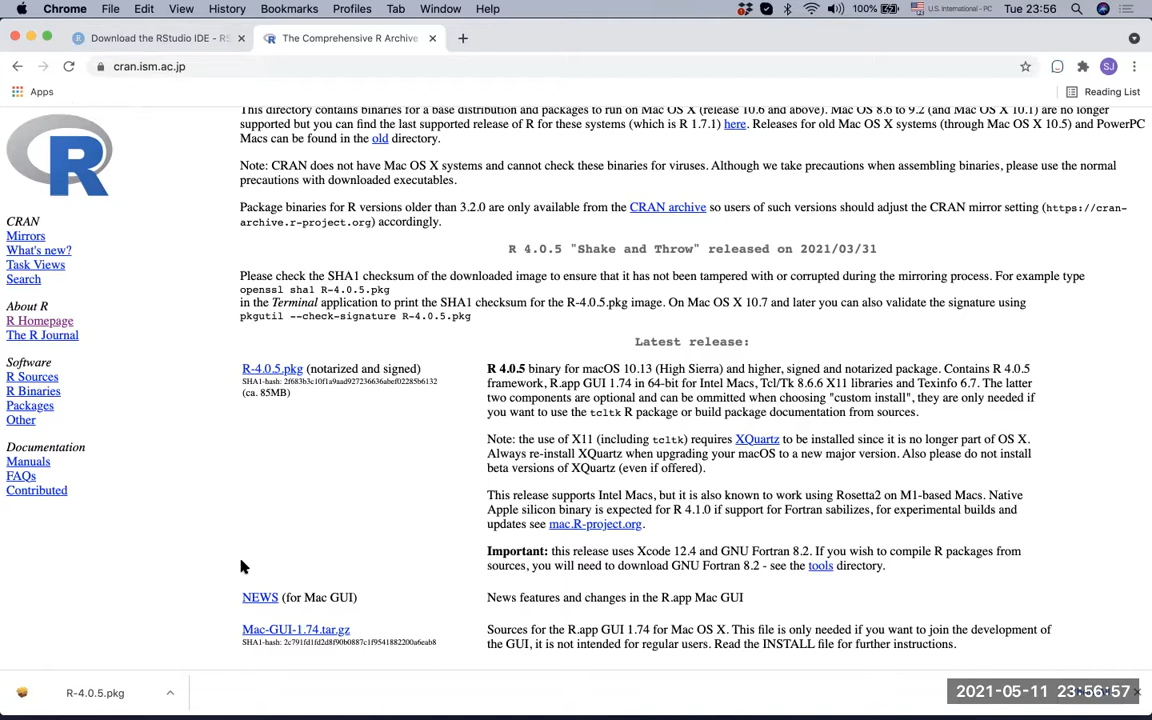 Chrome File Edit View History Bookmarks Profiles Tab Window Help 100% U.S. International - PC Tue 23:56
Download the RStudio IDE - RS The Comprehensive R Archive
cran.ism.ac.jp SJ
Apps Reading List
This directory contains binaries for a base distribution and packages to run on Mac OS X (release 10.6 and above). Mac OS 8.6 to 9.2 (and Mac OS X 10.1) are no longer
supported but you can find the last supported release of R for these systems (which is R 1.7.1) here. Releases for old Mac OS X systems (through Mac OS X 10.5) and PowerPC
Macs can be found in the old directory.
Note: CRAN does not have Mac OS X systems and cannot check these binaries for viruses. Although we take precautions when assembling binaries, please use the normal
precautions with downloaded executables.
Package binaries for R versions older than 3.2.0 are only available from the CRAN archive so users of such versions should adjust the CRAN mirror setting (https://cran-
archive.r-project.org) accordingly.
R 4.0.5 "Shake and Throw" released on 2021/03/31
Please check the SHA1 checksum of the downloaded image to ensure that it has not been tampered with or corrupted during the mirroring process. For example type
openssl sha1 R-4.0.5.pkg
in the Terminal application to print the SHA1 checksum for the R-4.0.5.pkg image. On Mac OS X 10.7 and later you can also validate the signature using
pkgutil --check-signature R-4.0.5.pkg
Latest release:
R-4.0.5.pkg (notarized and signed)
SHA1-hash: 2f683b3c10f1a9aad927236636abef02285b6132
(ca. 85MB)
R 4.0.5 binary for macOS 10.13 (High Sierra) and higher, signed and notarized package. Contains R 4.0.5
framework, R.app GUI 1.74 in 64-bit for Intel Macs, Tcl/Tk 8.6.6 X11 libraries and Texinfo 6.7. The latter
two components are optional and can be ommitted when choosing "custom install", they are only needed if
you want to use the tcltk R package or build package documentation from sources.
Note: the use of X11 (including tcltk) requires XQuartz to be installed since it is no longer part of OS X.
Always re-install XQuartz when upgrading your macOS to a new major version. Also please do not install
beta versions of XQuartz (even if offered).
This release supports Intel Macs, but it is also known to work using Rosetta2 on M1-based Macs. Native
Apple silicon binary is expected for R 4.1.0 if support for Fortran sabilizes, for experimental builds and
updates see mac.R-project.org.
Important: this release uses Xcode 12.4 and GNU Fortran 8.2. If you wish to compile R packages from
sources, you will need to download GNU Fortran 8.2 - see the tools directory.
NEWS (for Mac GUI)
News features and changes in the R.app Mac GUI
Mac-GUI-1.74.tar.gz
SHA1-hash: 2c791fd1fd2d8f90b0887c1f9541882200a6eab8
Sources for the R.app GUI 1.74 for Mac OS X. This file is only needed if you want to join the development of
the GUI, it is not intended for regular users. Read the INSTALL file for further instructions.
R
CRAN
Mirrors
What's new?
Task Views
Search
About R
R Homepage
The R Journal
Software
R Sources
R Binaries
Packages
Other
Documentation
Manuals
FAQs
Contributed
R-4.0.5.pkg
2021-05-11 23:56:57